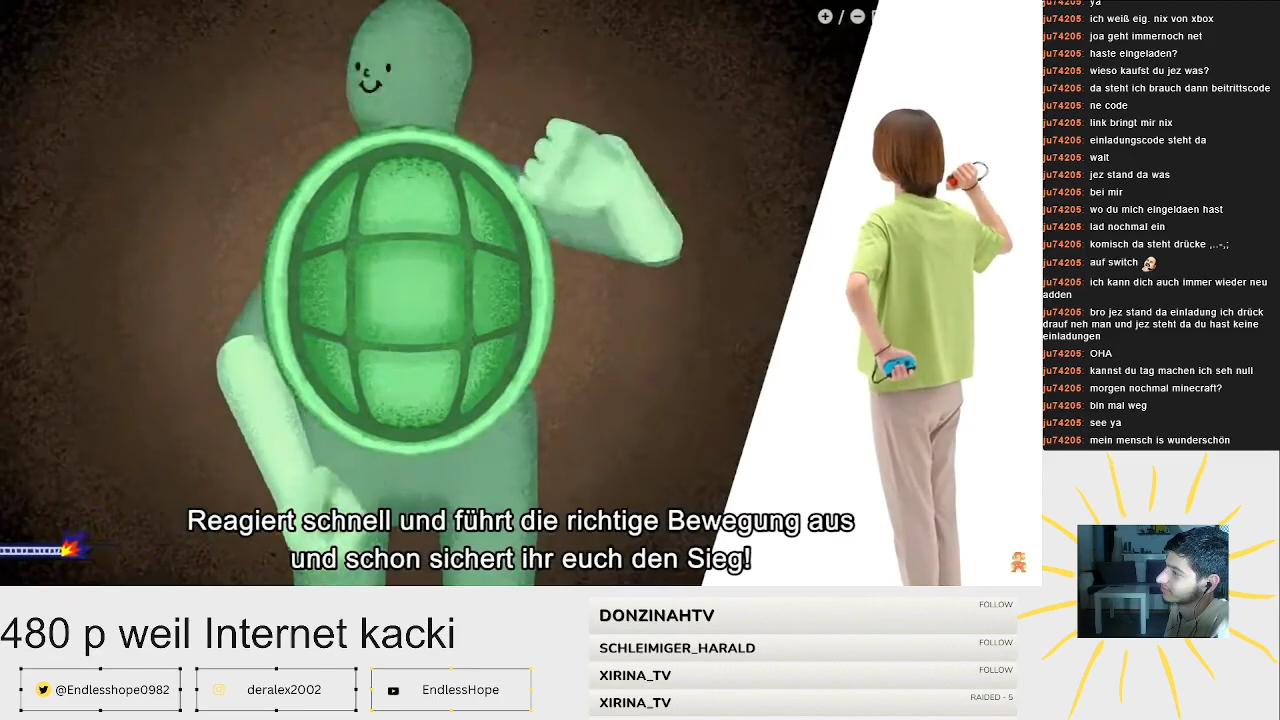 Reagiert schnell und führt die richtige Bewegung aus
und schon sichert ihr euch den Sieg!
ju74205: ya
ju74205: ich weiß eig. nix von xbox
ju74205: joa geht immernoch net
ju74205: haste eingeladen?
ju74205: wieso kaufst du jez was?
ju74205: da steht ich brauch dann beitrittscode
ju74205: ne code
ju74205: link bringt mir nix
ju74205: einladungscode steht da
ju74205: wait
ju74205: jez stand da was
ju74205: bei mir
ju74205: wo du mich eingeldaen hast
ju74205: lad nochmal ein
ju74205: komisch da steht drücke ,..-,;
ju74205: auf switch
ju74205: ich kann dich auch immer wieder neu
adden
ju74205: bro jez stand da einladung ich drück
drauf neh man und jez steht da du hast keine
einladungen
ju74205: OHA
ju74205: kannst du tag machen ich seh null
ju74205: morgen nochmal minecraft?
ju74205: bin mal weg
ju74205: see ya
ju74205: mein mensch is wunderschön
480 p weil Internet kacki
@Endlesshope0982
deralex2002
EndlessHope
DONZINAHTV FOLLOW
SCHLEIMIGER_HARALD FOLLOW
XIRINA_TV FOLLOW
XIRINA_TV RAIDED - 5